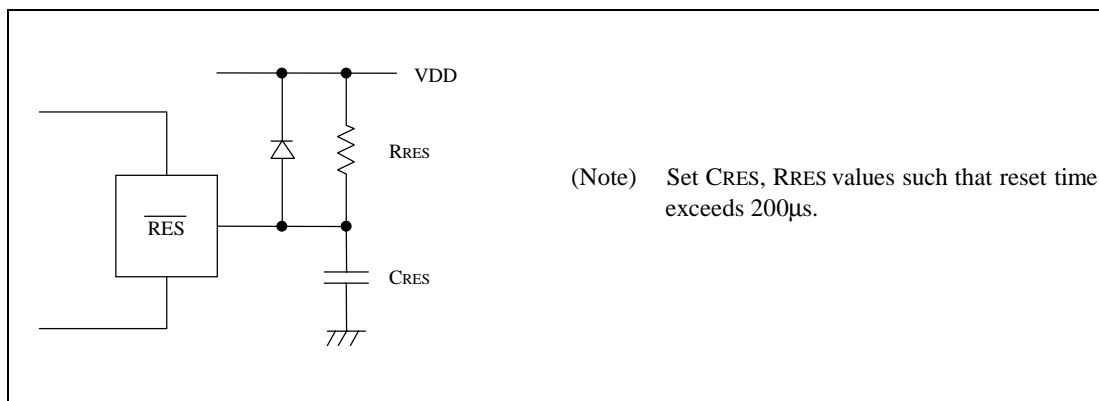 VDD
RRES
(Note) Set CRES, RRES values such that reset time
exceeds 200μs.
RES
CRES